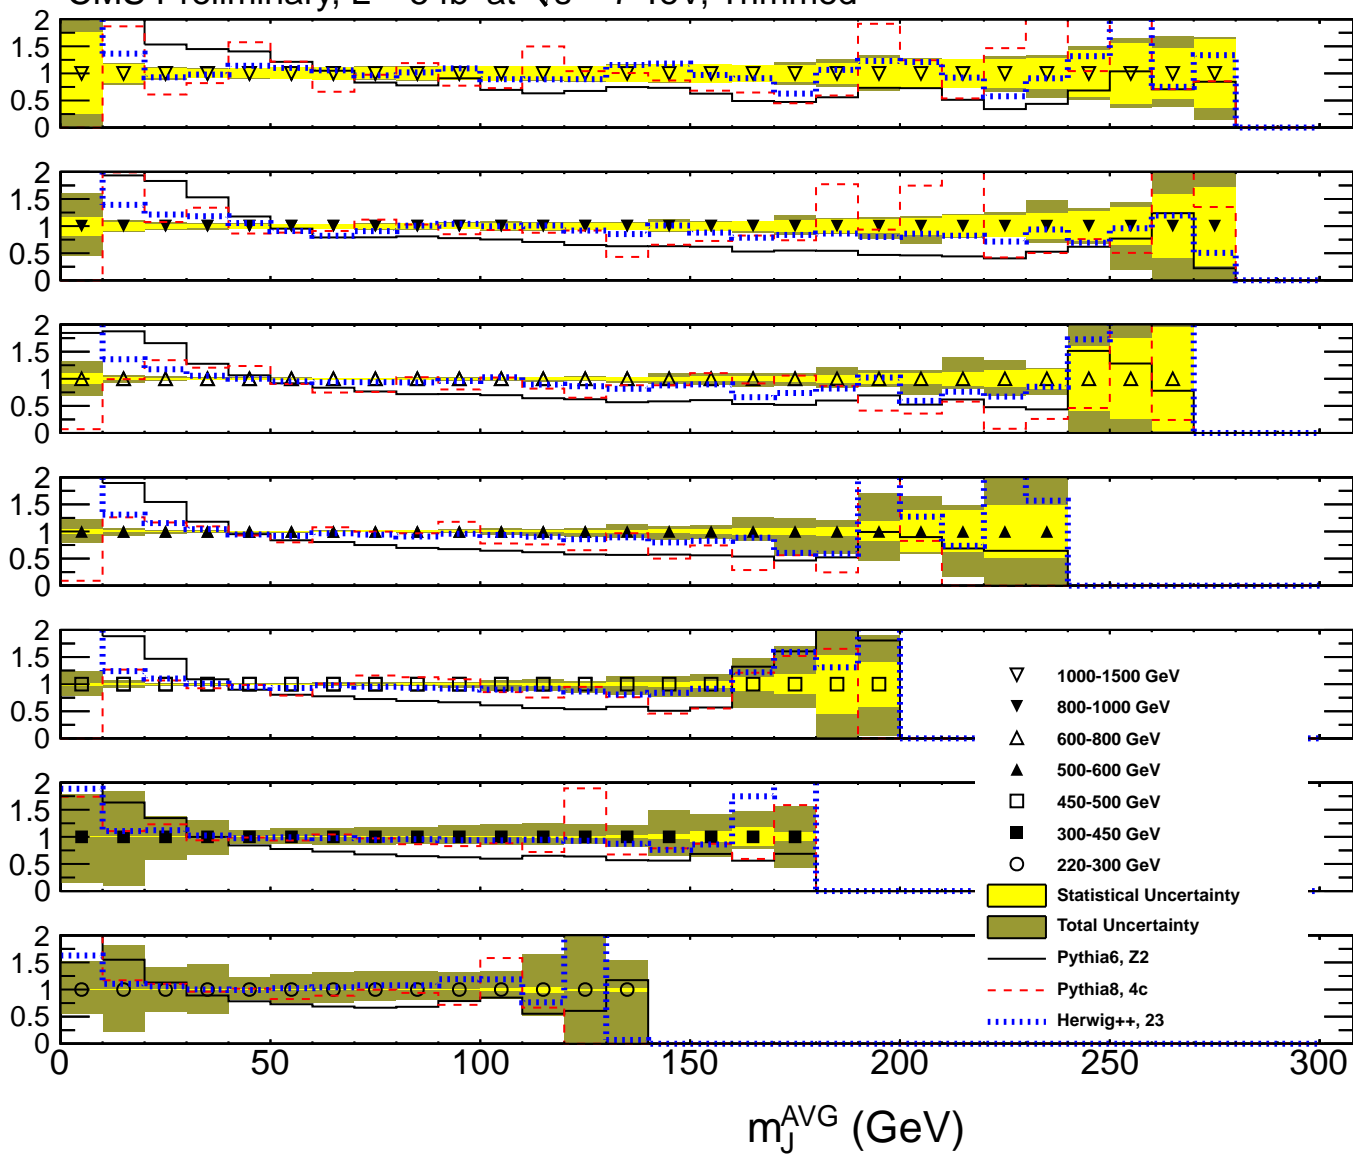 2
1.5
1
0.5
0
2
1.5
1
0.5
0
2
1.5
1
0.5
0
2
1.5
1
0.5
0
2
1.5
1
0.5
0
2
1.5
1
0.5
0
2
1.5
1
0.5
0
1000-1500 GeV
800-1000 GeV
600-800 GeV
500-600 GeV
450-500 GeV
300-450 GeV
220-300 GeV
Statistical Uncertainty
Total Uncertainty
Pythia6, Z2
Pythia8, 4c
Herwig++, 23
0 50 100 150 200 250 300
m_J^AVG (GeV)